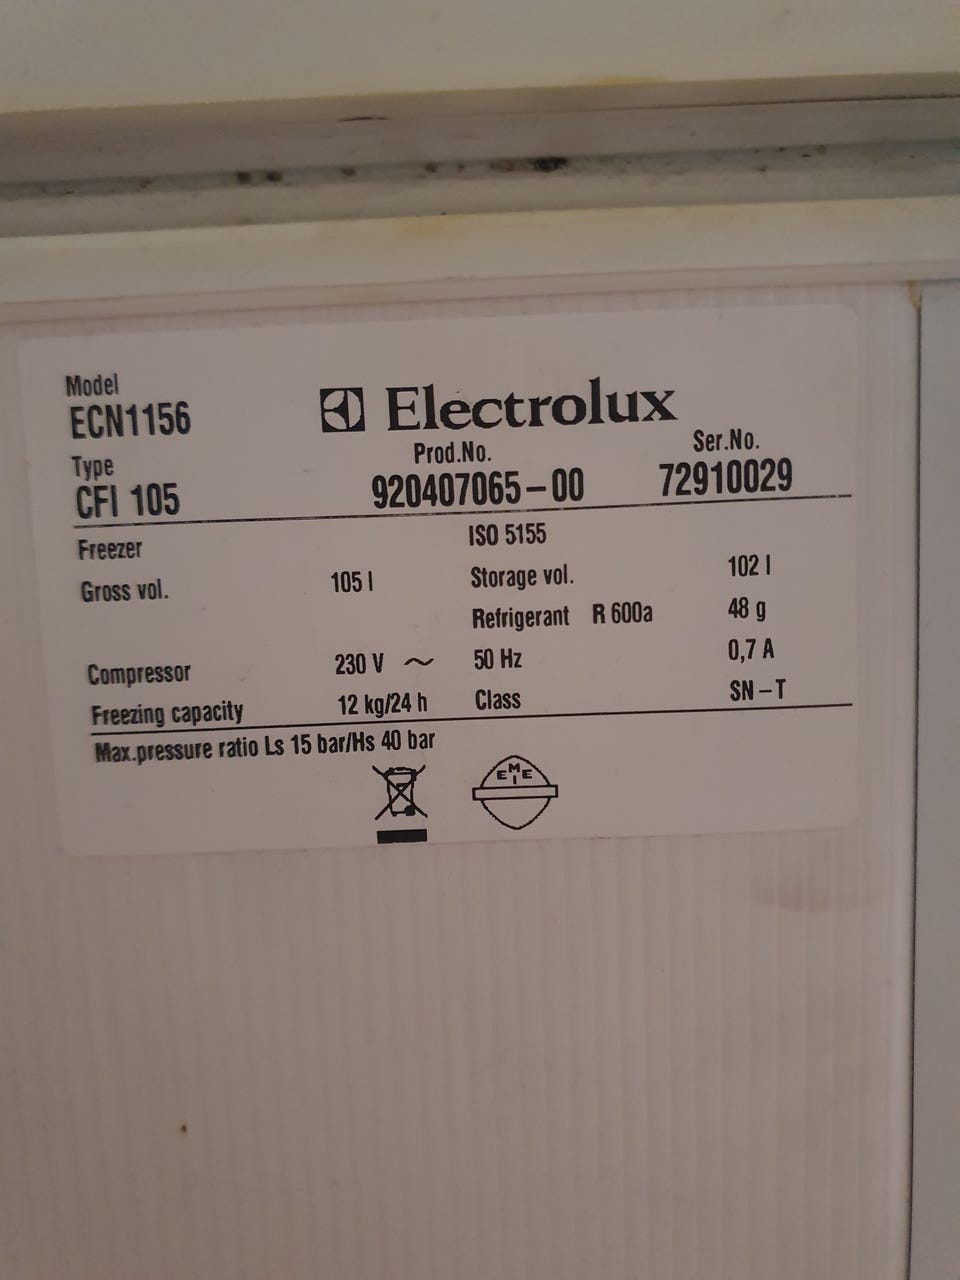 Model
ECN1156
Electrolux
Type
CFI 105
Prod.No.
920407065-00
Ser.No.
72910029
Freezer
ISO 5155
Gross vol. 105 l
Storage vol. 102 l
Refrigerant R 600a 48 g
Compressor 230 V ~ 50 Hz 0,7 A
Freezing capacity 12 kg/24 h Class SN-T
Max.pressure ratio Ls 15 bar/Hs 40 bar
EMEI